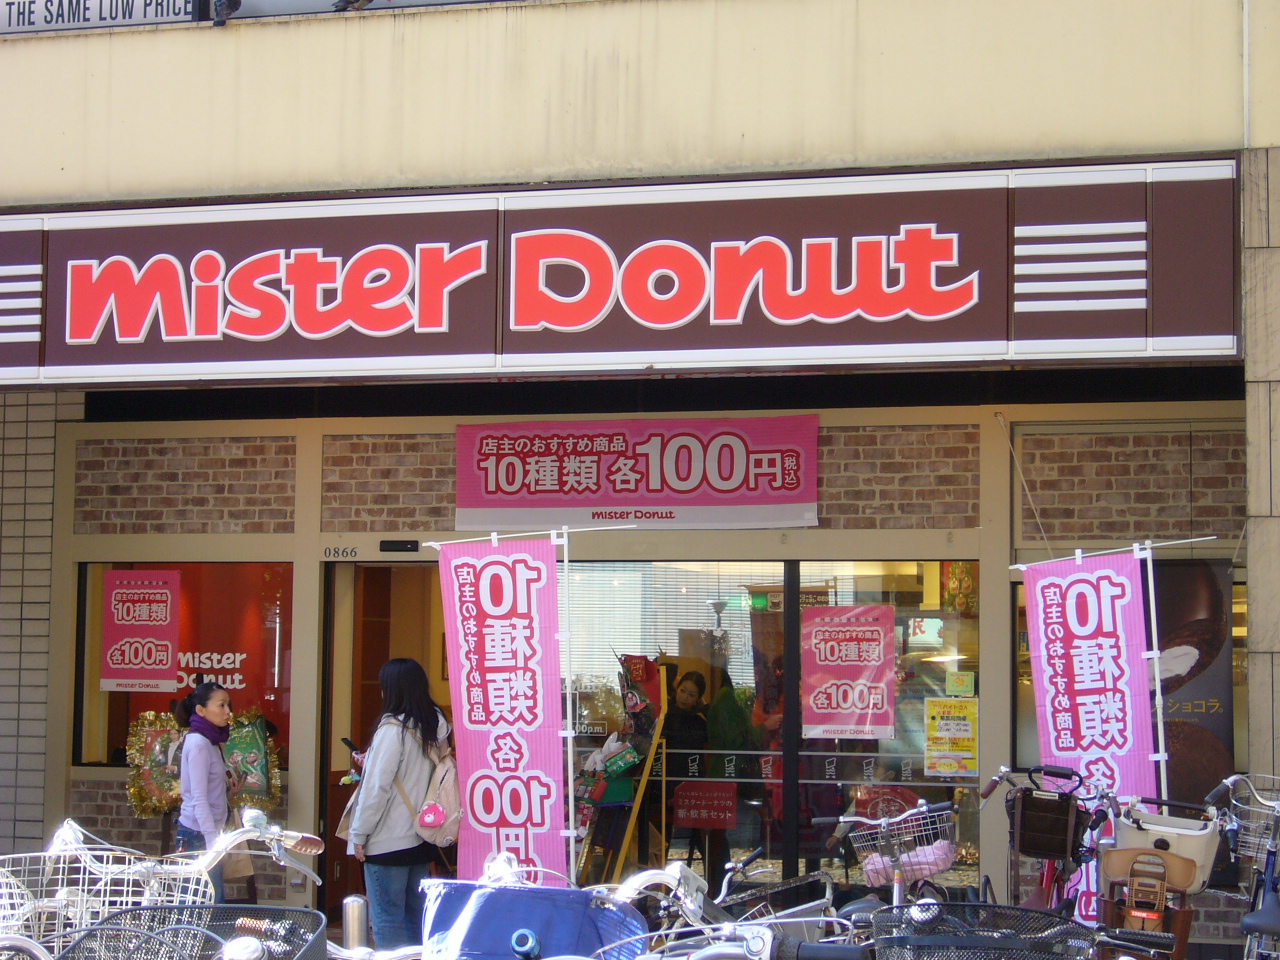 THE SAME LOW PRICE
mister Donut
店主のおすすめ商品
10種類 各100円(税込)
mister Donut
0866
店主のおすすめ商品
10種類
各100円(税込)
mister Donut
mister
Donut
10種類 各100円
店主のおすすめ商品
店主のおすすめ商品
10種類
各100円
mister Donut
10種類 各
店主のおすすめ商品
ショコラ。
ミスタードーナツの
新・飲茶セット